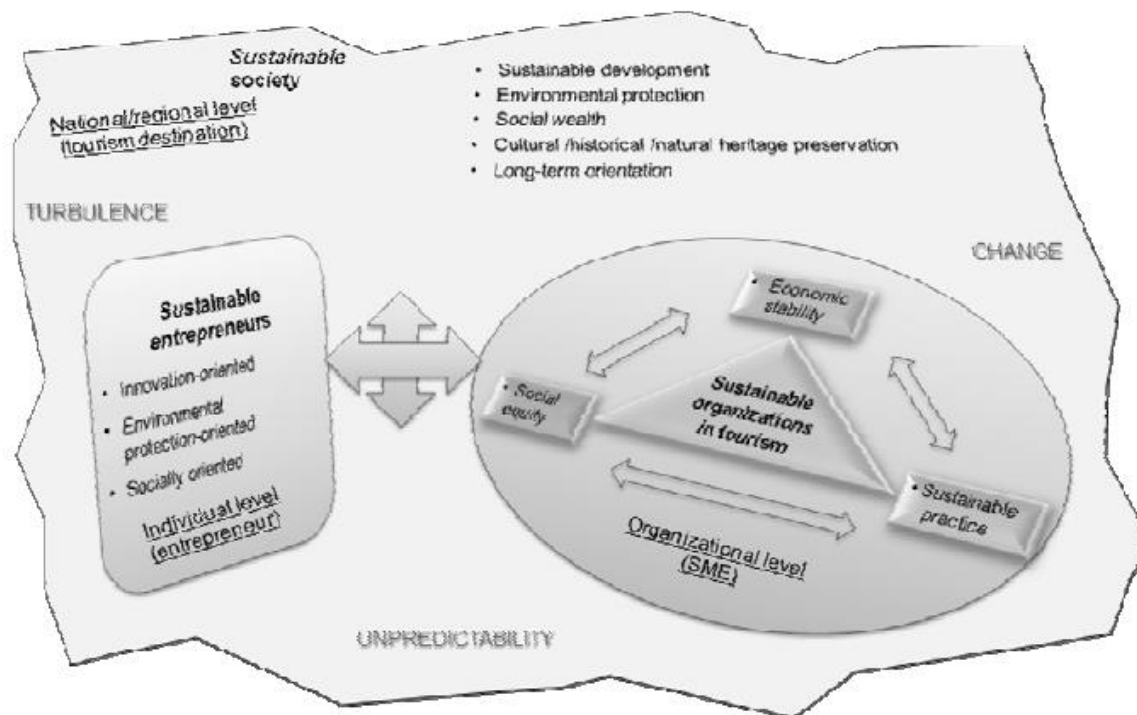 Sustainable
society
National/regional level
(tourism destination)
• Sustainable development
• Environmental protection
• Social wealth
• Cultural /historical /natural heritage preservation
• Long-term orientation
TURBULENCE
CHANGE
Sustainable
entrepreneurs
• Innovation-oriented
• Environmental
protection-oriented
• Socially oriented
Individual level
(entrepreneur)
• Economic
stability
• Social
equity
Sustainable
organizations
in tourism
• Sustainable
practice
Organizational level
(SME)
UNPREDICTABILITY